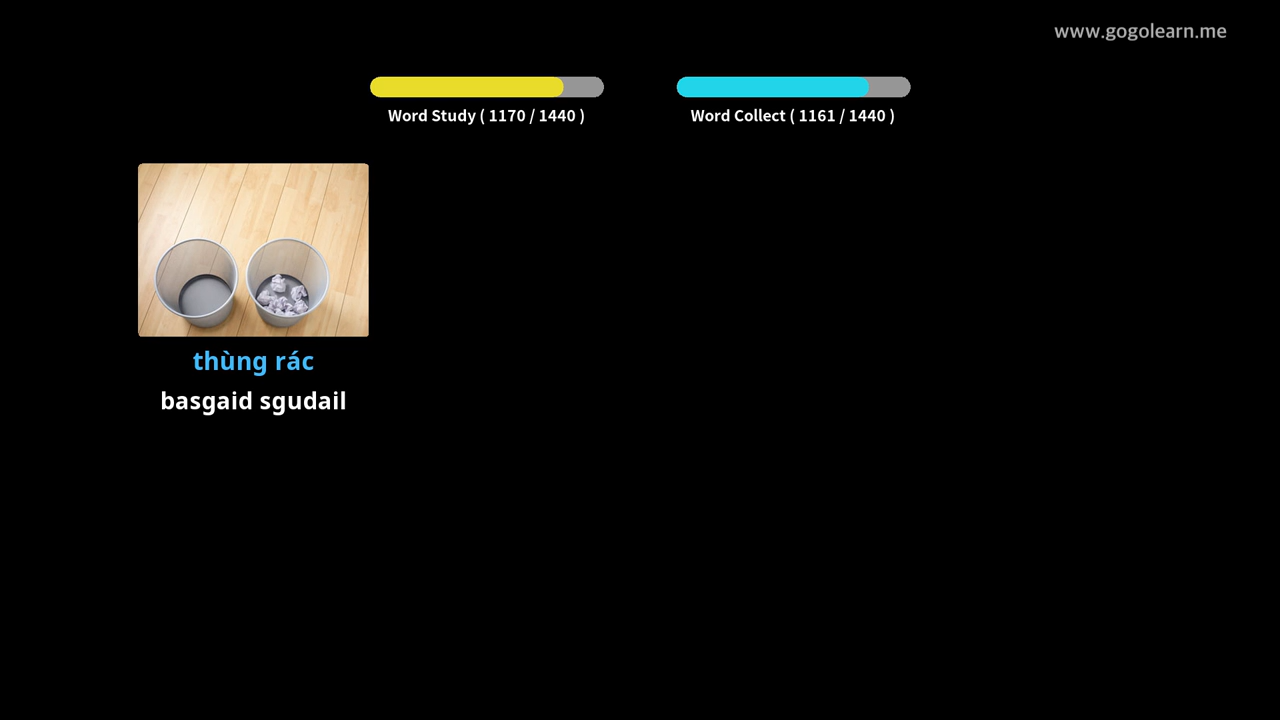 www.gogolearn.me
Word Study ( 1170 / 1440 )
Word Collect ( 1161 / 1440 )
thùng rác
basgaid sgudail